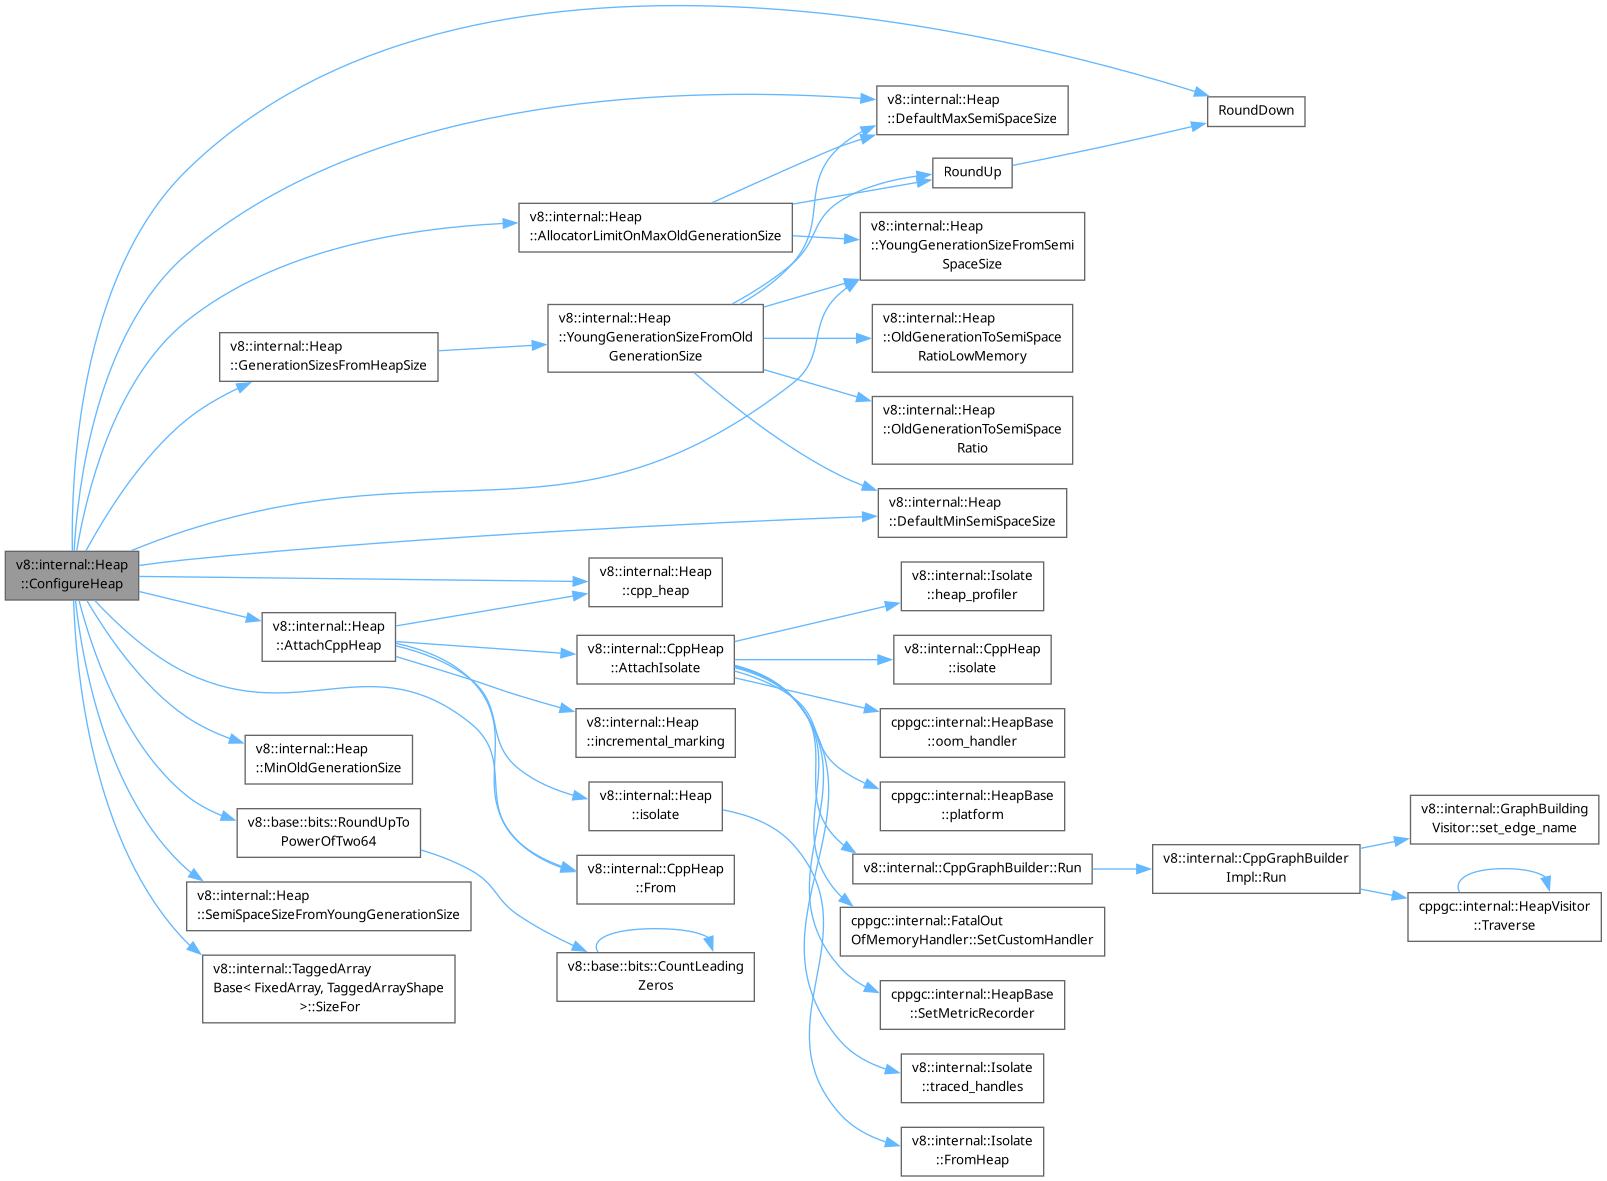 v8::internal::Heap
::ConfigureHeap
RoundDown
v8::internal::Heap
::DefaultMaxSemiSpaceSize
RoundUp
v8::internal::Heap
::AllocatorLimitOnMaxOldGenerationSize
v8::internal::Heap
::YoungGenerationSizeFromSemi
SpaceSize
v8::internal::Heap
::GenerationSizesFromHeapSize
v8::internal::Heap
::YoungGenerationSizeFromOld
GenerationSize
v8::internal::Heap
::OldGenerationToSemiSpace
RatioLowMemory
v8::internal::Heap
::OldGenerationToSemiSpace
Ratio
v8::internal::Heap
::DefaultMinSemiSpaceSize
v8::internal::Heap
::cpp_heap
v8::internal::Heap
::AttachCppHeap
v8::internal::CppHeap
::AttachIsolate
v8::internal::Isolate
::heap_profiler
v8::internal::CppHeap
::isolate
cppgc::internal::HeapBase
::oom_handler
v8::internal::Heap
::incremental_marking
v8::internal::Heap
::MinOldGenerationSize
v8::internal::Heap
::isolate
cppgc::internal::HeapBase
::platform
v8::base::bits::RoundUpTo
PowerOfTwo64
v8::internal::CppHeap
::From
v8::internal::CppGraphBuilder::Run
v8::internal::CppGraphBuilder
Impl::Run
v8::internal::GraphBuilding
Visitor::set_edge_name
cppgc::internal::HeapVisitor
::Traverse
v8::internal::Heap
::SemiSpaceSizeFromYoungGenerationSize
cppgc::internal::FatalOut
OfMemoryHandler::SetCustomHandler
v8::internal::TaggedArray
Base< FixedArray, TaggedArrayShape
>::SizeFor
v8::base::bits::CountLeading
Zeros
cppgc::internal::HeapBase
::SetMetricRecorder
v8::internal::Isolate
::traced_handles
v8::internal::Isolate
::FromHeap